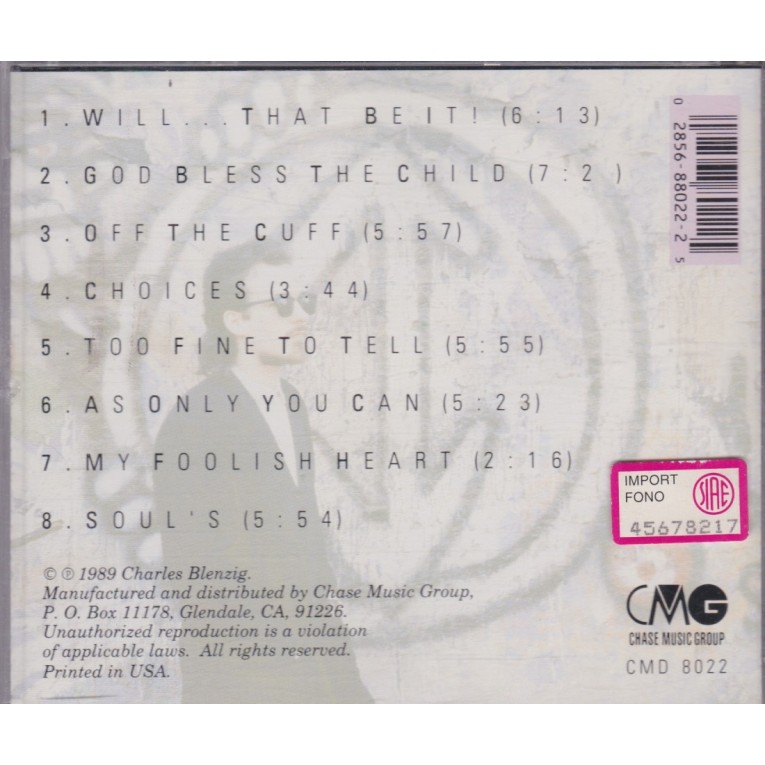 1. WILL...THAT BE IT! (6:13)
2. GOD BLESS THE CHILD (7:2 )
3. OFF THE CUFF (5:57)
4. CHOICES (3:44)
5. TOO FINE TO TELL (5:55)
6. AS ONLY YOU CAN (5:23)
7. MY FOOLISH HEART (2:16)
8. SOUL'S (5:54)
0 2856-88022-2 5
IMPORT
FONO
SIAE
45678217
© ℗ 1989 Charles Blenzig.
Manufactured and distributed by Chase Music Group,
P. O. Box 11178, Glendale, CA, 91226.
Unauthorized reproduction is a violation
of applicable laws. All rights reserved.
Printed in USA.
CMG
CHASE MUSIC GROUP
CMD 8022